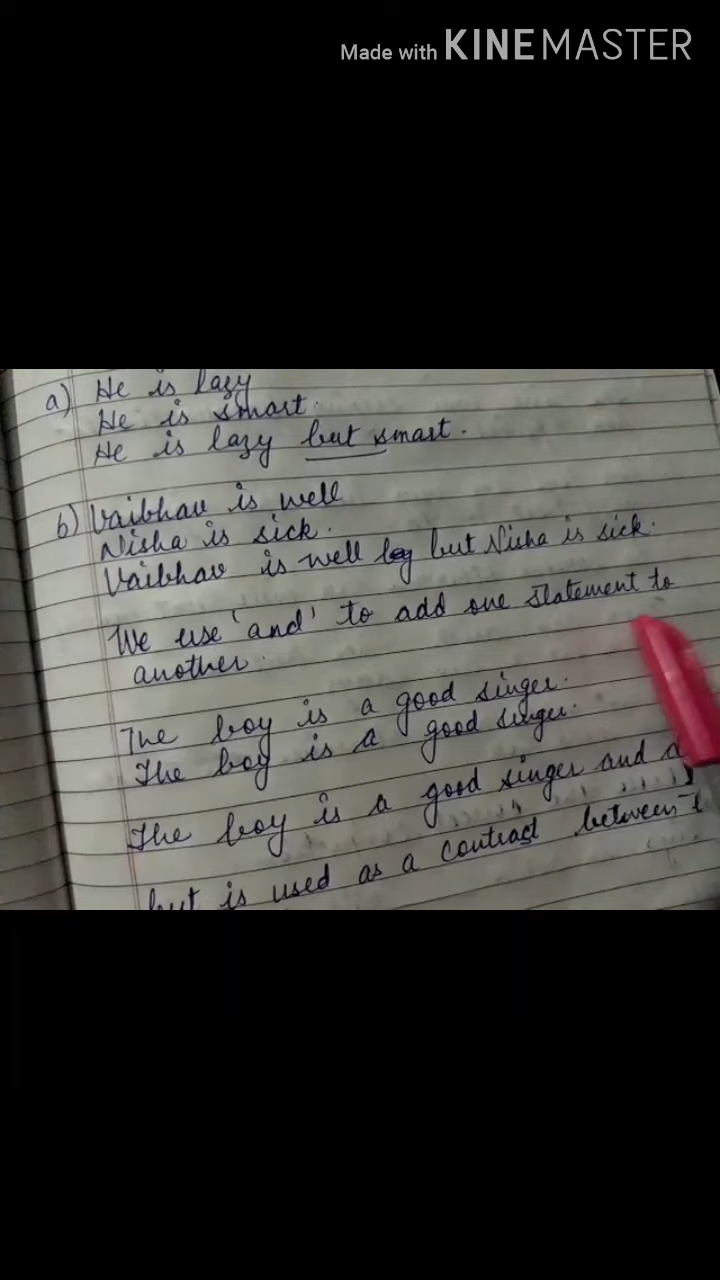 Made with KINEMASTER
a) He is lazy
He is smart.
He is lazy but smart.
b) Vaibhav is well
Nisha is sick.
Vaibhav is well but Nisha is sick.
We use 'and' to add one statement to
another.
The boy is a good singer.
The boy is a good singer.
The boy is a good singer and a
but is used as a contrast between